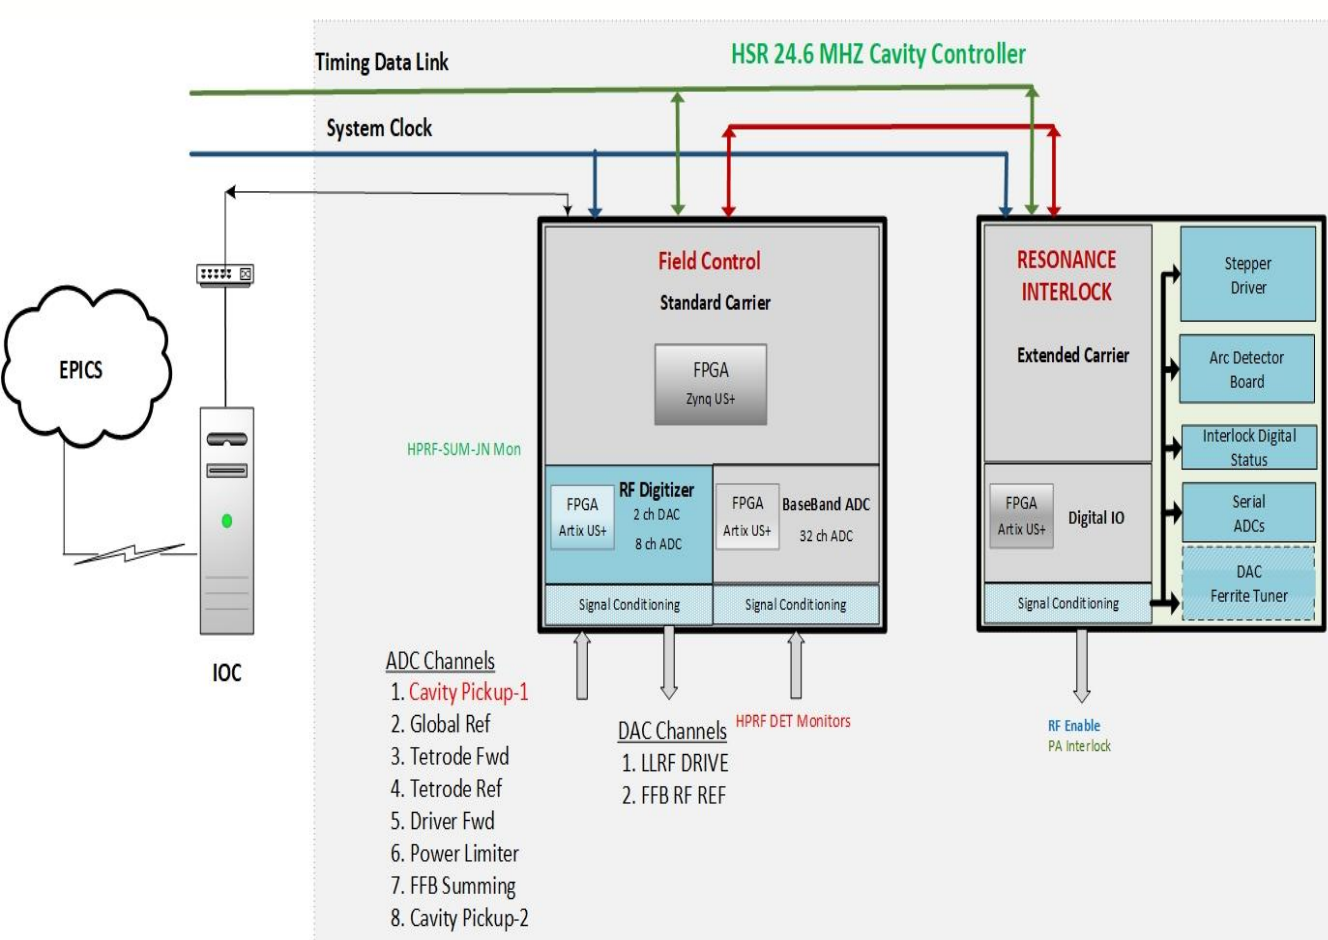 HSR 24.6 MHZ Cavity Controller
Timing Data Link
System Clock
EPICS
IOC
HPRF-SUM-JN Mon
Field Control
Standard Carrier
FPGA
Zynq US+
FPGA
Artix US+
RF Digitizer
2 ch DAC
8 ch ADC
FPGA
Artix US+
BaseBand ADC
32 ch ADC
Signal Conditioning
Signal Conditioning
RESONANCE
INTERLOCK
Extended Carrier
FPGA
Artix US+
Digital IO
Signal Conditioning
Stepper
Driver
Arc Detector
Board
Interlock Digital
Status
Serial
ADCs
DAC
Ferrite Tuner
ADC Channels
1. Cavity Pickup-1
2. Global Ref
3. Tetrode Fwd
4. Tetrode Ref
5. Driver Fwd
6. Power Limiter
7. FFB Summing
8. Cavity Pickup-2
DAC Channels
1. LLRF DRIVE
2. FFB RF REF
HPRF DET Monitors
RF Enable
PA Interlock